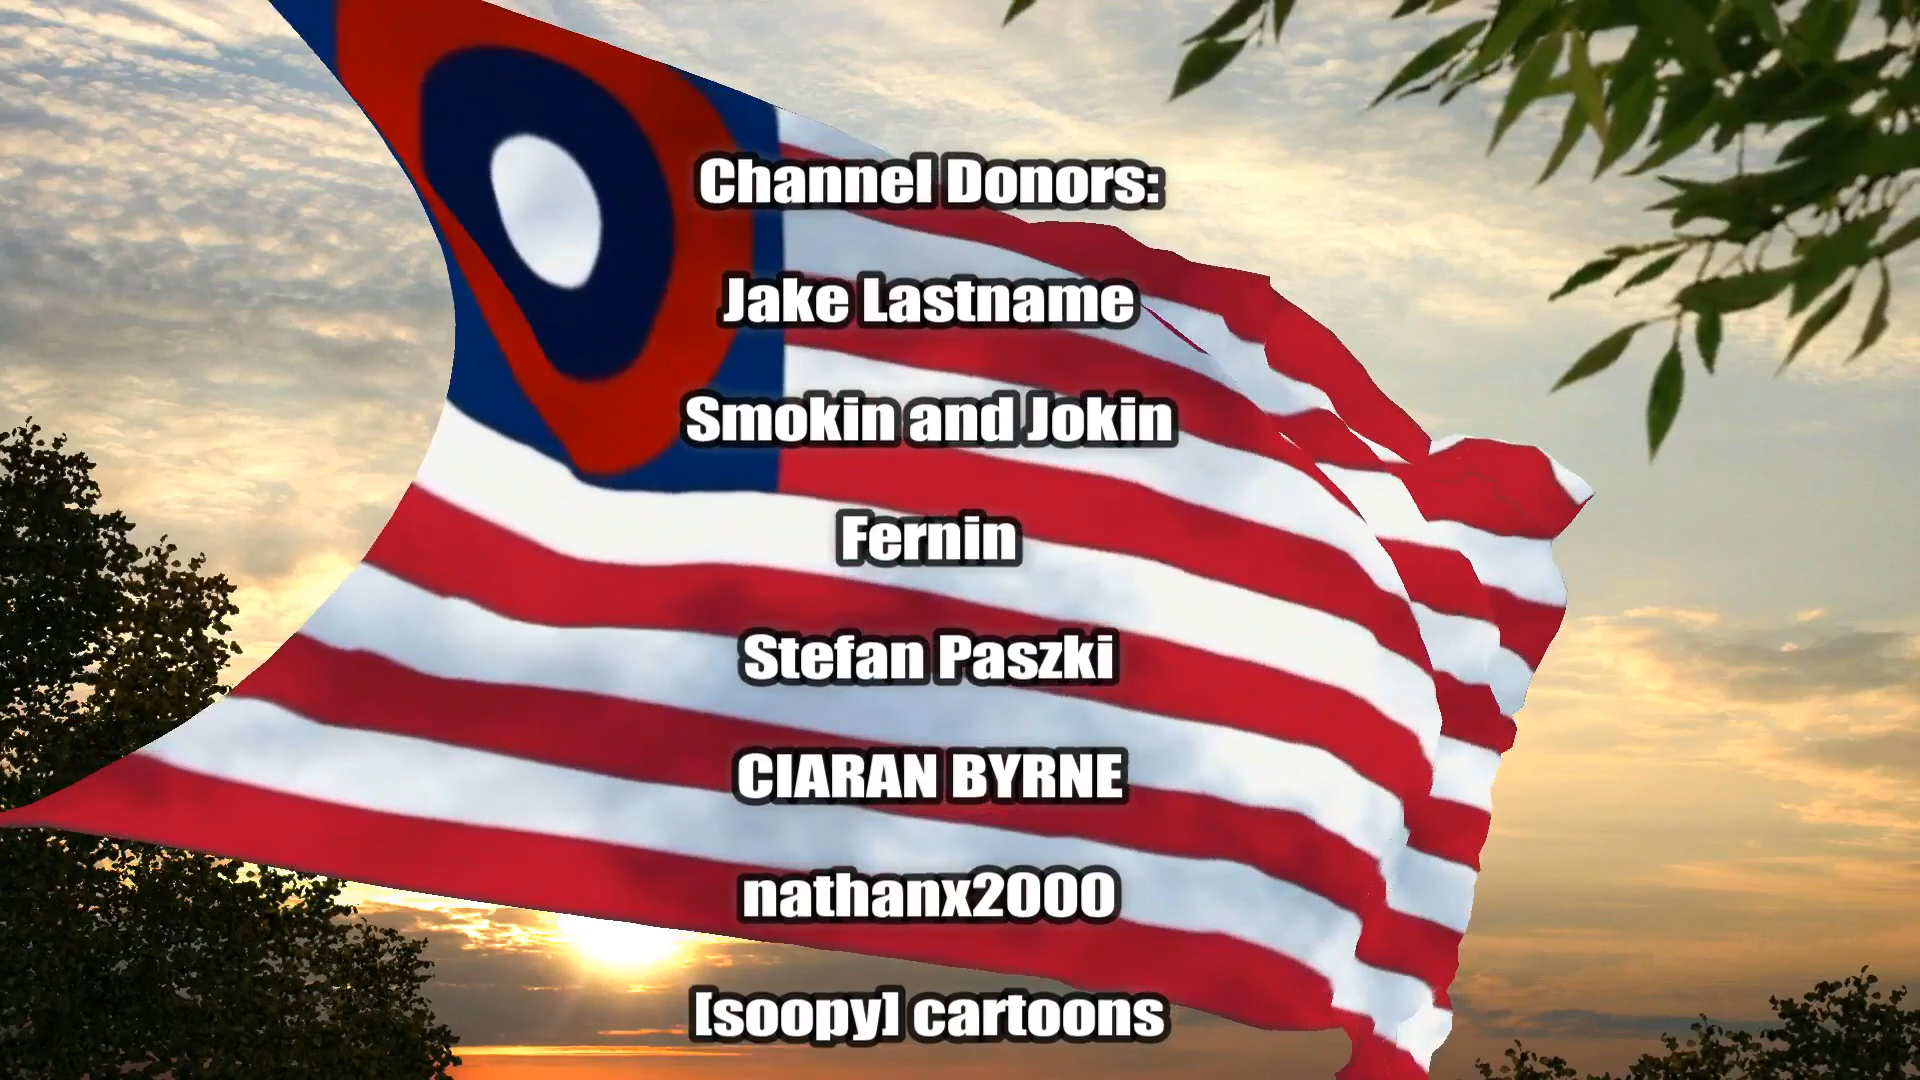 Channel Donors:
Jake Lastname
Smokin and Jokin
Fernin
Stefan Paszki
CIARAN BYRNE
nathanx2000
[soopy] cartoons